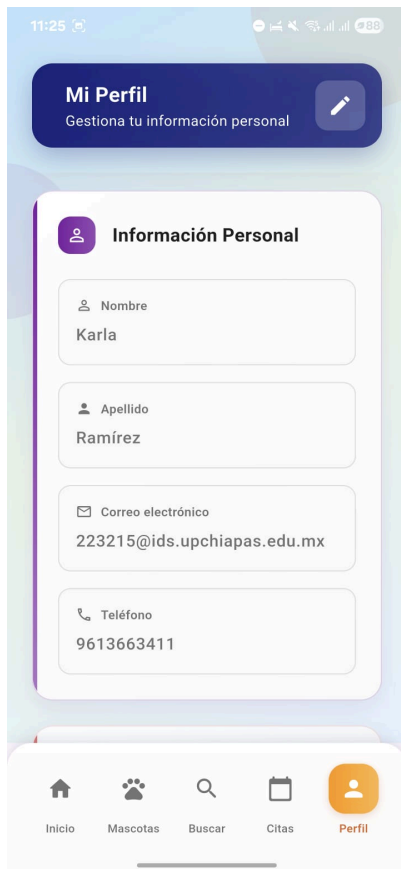 11:25
88
Mi Perfil
Gestiona tu información personal
Información Personal
Nombre
Karla
Apellido
Ramírez
Correo electrónico
223215@ids.upchiapas.edu.mx
Teléfono
9613663411
Inicio Mascotas Buscar Citas Perfil